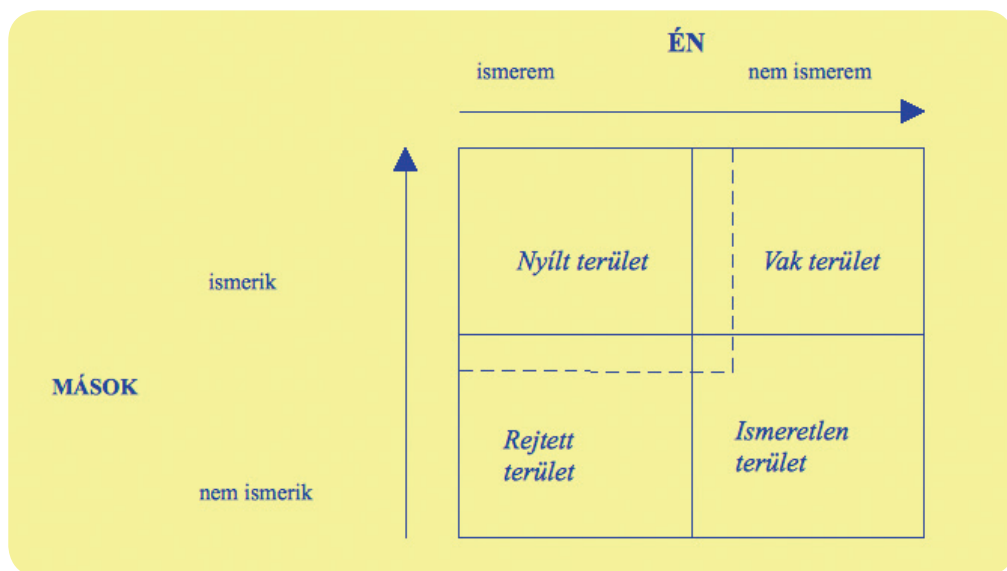 ÉN
ismerem
nem ismerem
Nyílt terület
Vak terület
ismerik
MÁSOK
Rejtett
terület
Ismeretlen
terület
nem ismerik